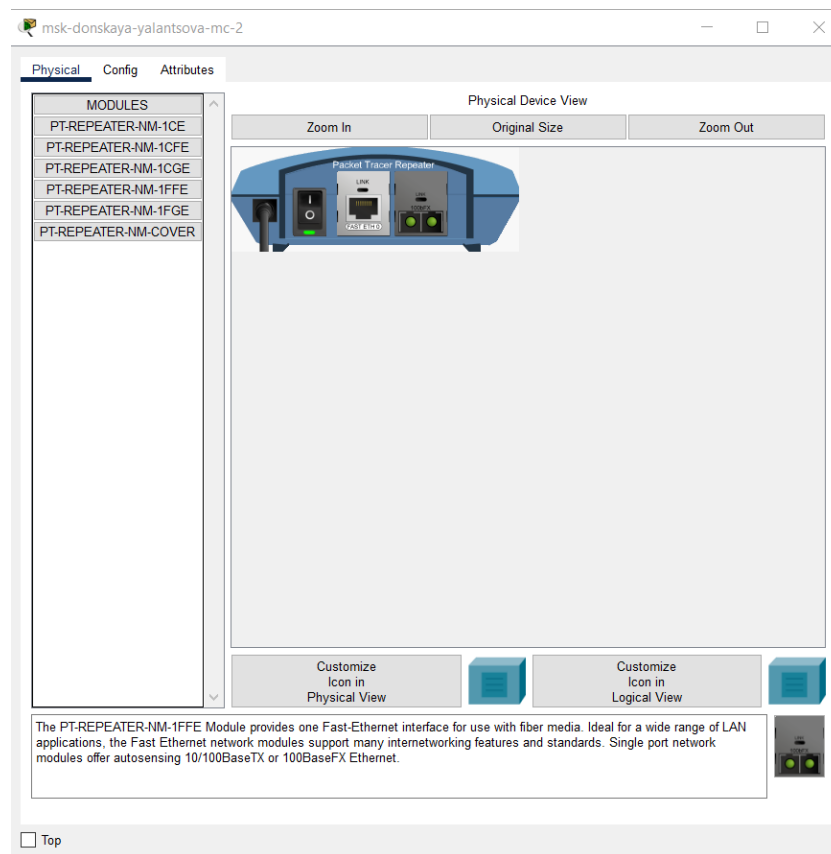 msk-donskaya-yalantsova-mc-2
Physical Config Attributes
MODULES
PT-REPEATER-NM-1CE
PT-REPEATER-NM-1CFE
PT-REPEATER-NM-1CGE
PT-REPEATER-NM-1FFE
PT-REPEATER-NM-1FGE
PT-REPEATER-NM-COVER
Physical Device View
Zoom In Original Size Zoom Out
Packet Tracer Repeater
LINK
LINK
100BFX
FAST ETH 0
Customize
Icon in
Physical View
Customize
Icon in
Logical View
The PT-REPEATER-NM-1FFE Module provides one Fast-Ethernet interface for use with fiber media. Ideal for a wide range of LAN
applications, the Fast Ethernet network modules support many internetworking features and standards. Single port network
modules offer autosensing 10/100BaseTX or 100BaseFX Ethernet.
LINK
100BFX
Top